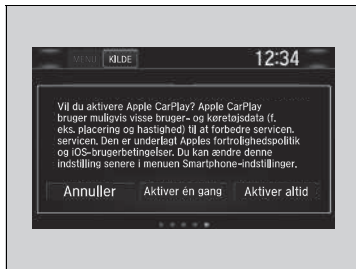 MENU KILDE 12:34
Vil du aktivere Apple CarPlay? Apple CarPlay
bruger muligvis visse bruger- og køretøjsdata (f.
eks. placering og hastighed) til at forbedre servicen.
servicen. Den er underlagt Apples fortrolighedspolitik
og iOS-brugerbetingelser. Du kan ændre denne
indstilling senere i menuen Smartphone-indstillinger.
Annuller Aktiver én gang Aktiver altid